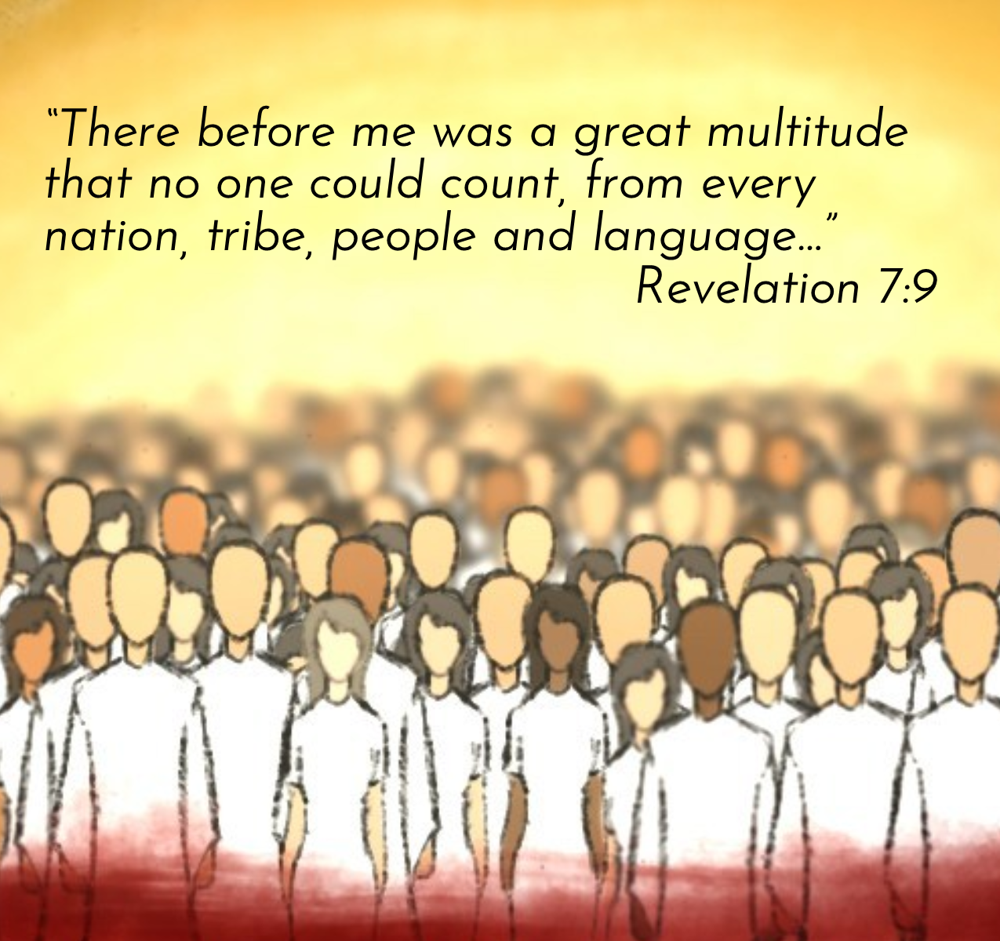 “There before me was a great multitude
that no one could count, from every
nation, tribe, people and language...”
Revelation 7:9